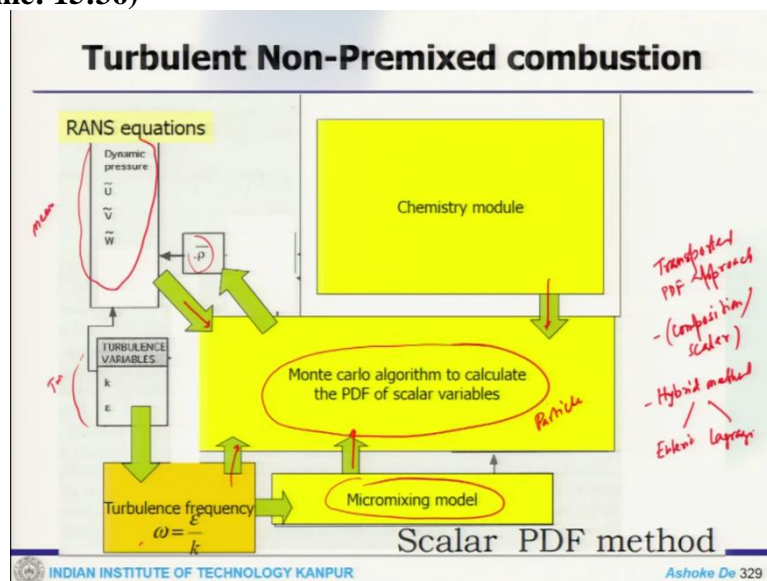 Turbulent Non-Premixed combustion
RANS equations
Dynamic
pressure
Ũ
Ṽ
W̃
mean
ρ̄
Chemistry module
TURBULENCE
VARIABLES
k
ε
Monte carlo algorithm to calculate
the PDF of scalar variables
Particle
Transported
PDF Approach
- (composition/
scalar)
- Hybrid method
Turbulence frequency
ω = ε
k
Micromixing model
Scalar PDF method
INDIAN INSTITUTE OF TECHNOLOGY KANPUR
Ashoke De 329